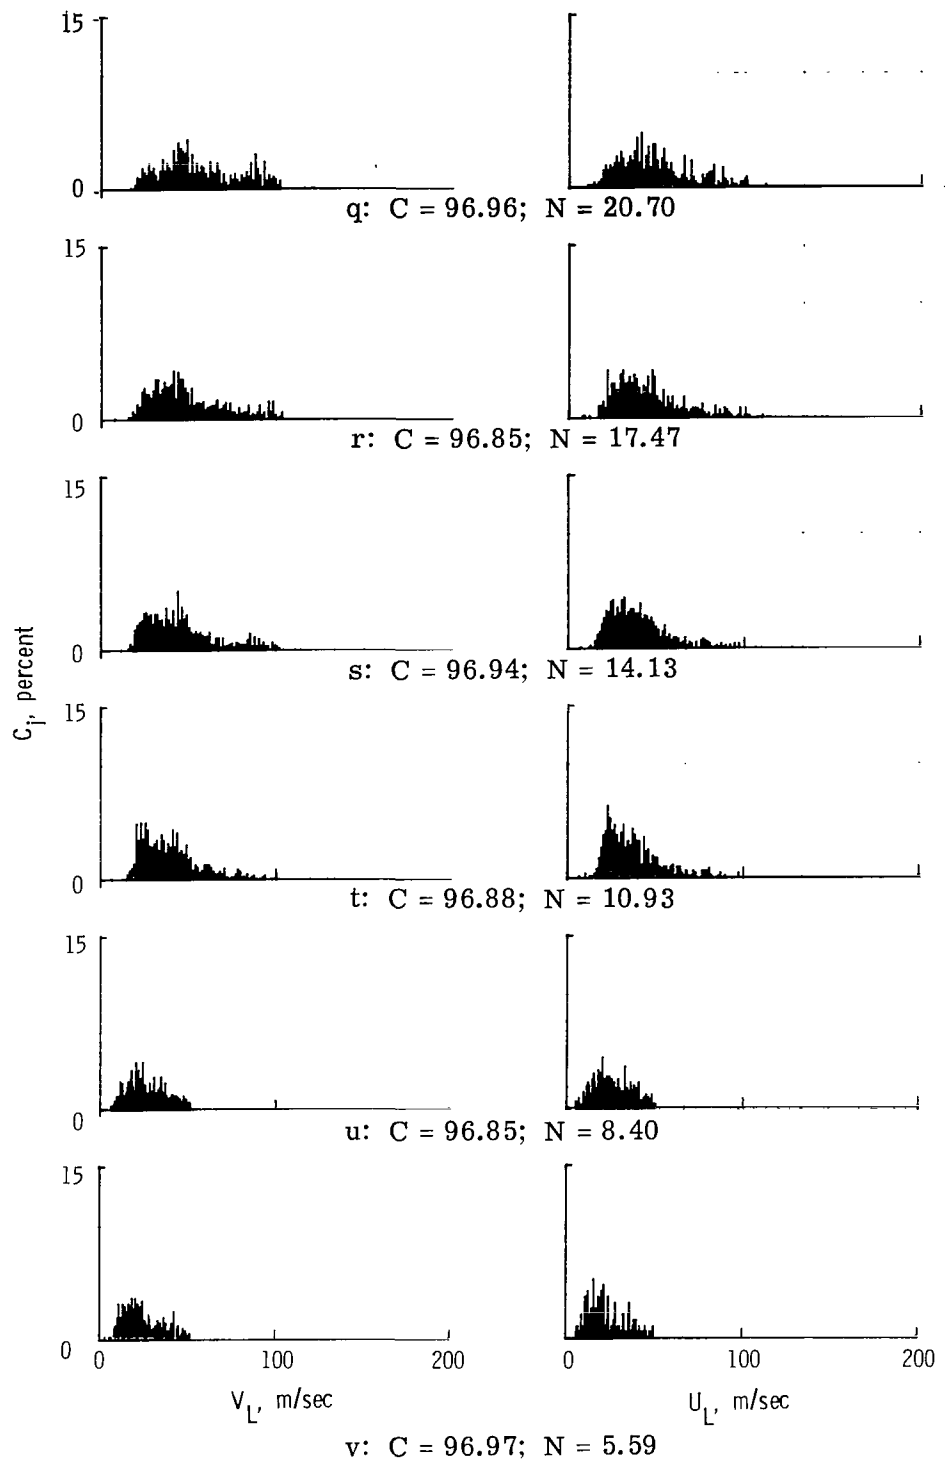 15
0
q: C = 96.96; N = 20.70
15
0
r: C = 96.85; N = 17.47
15
0
s: C = 96.94; N = 14.13
C_j, percent
15
0
t: C = 96.88; N = 10.93
15
0
u: C = 96.85; N = 8.40
15
0
0 100 200 0 100 200
V_L, m/sec U_L, m/sec
v: C = 96.97; N = 5.59